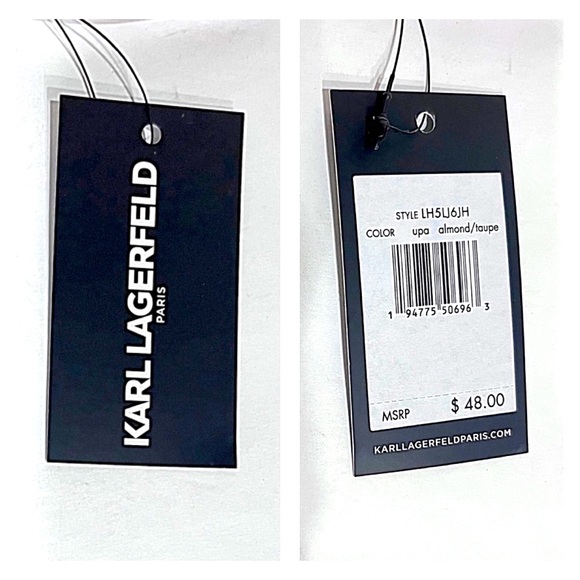 KARL LAGERFELD
PARIS
STYLE LH5LJ6JH
COLOR upa almond/taupe
1 94775 50696 3
MSRP $ 48.00
KARLLAGERFELDPARIS.COM